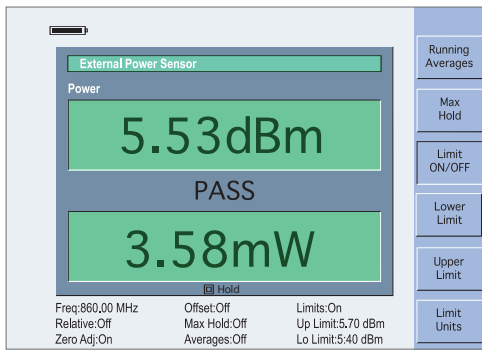 External Power Sensor
Power
5.53dBm
PASS
3.58mW
Hold
Freq:860.00 MHz Offset:Off Limits:On
Relative:Off Max Hold:Off Up Limit:5.70 dBm
Zero Adj:On Averages:Off Lo Limit:5:40 dBm
Running
Averages
Max
Hold
Limit
ON/OFF
Lower
Limit
Upper
Limit
Limit
Units